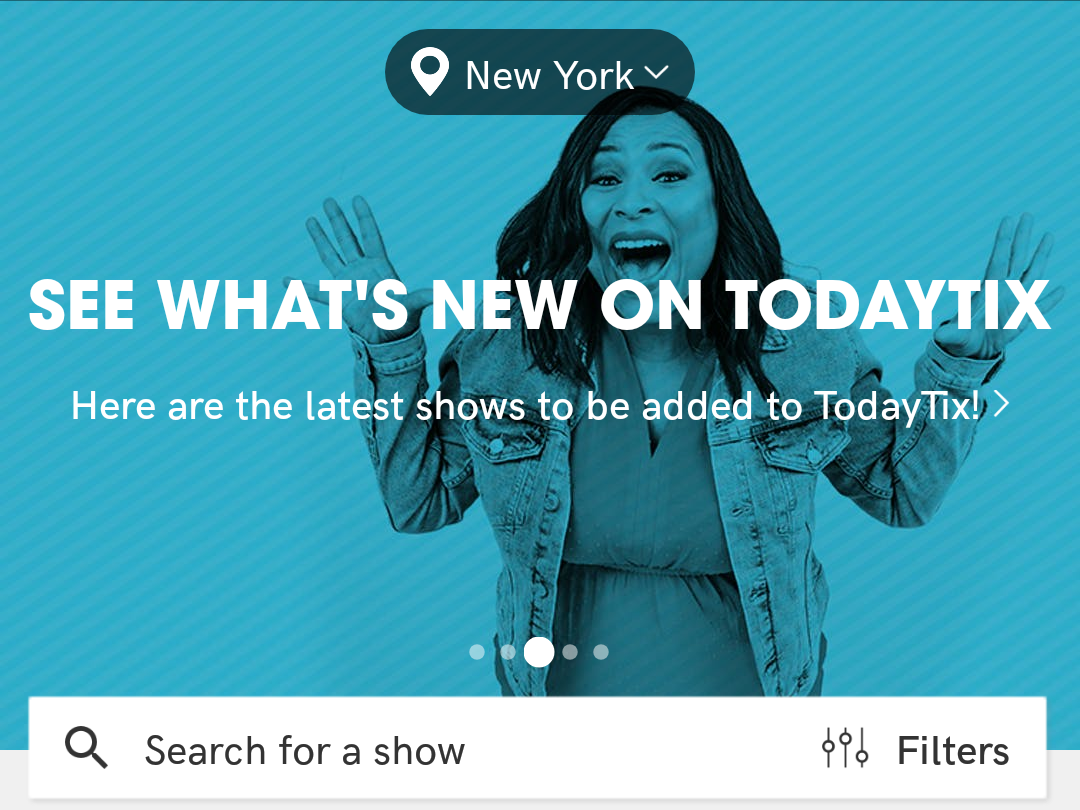 New York
SEE WHAT'S NEW ON TODAYTIX
Here are the latest shows to be added to TodayTix!
Search for a show
Filters